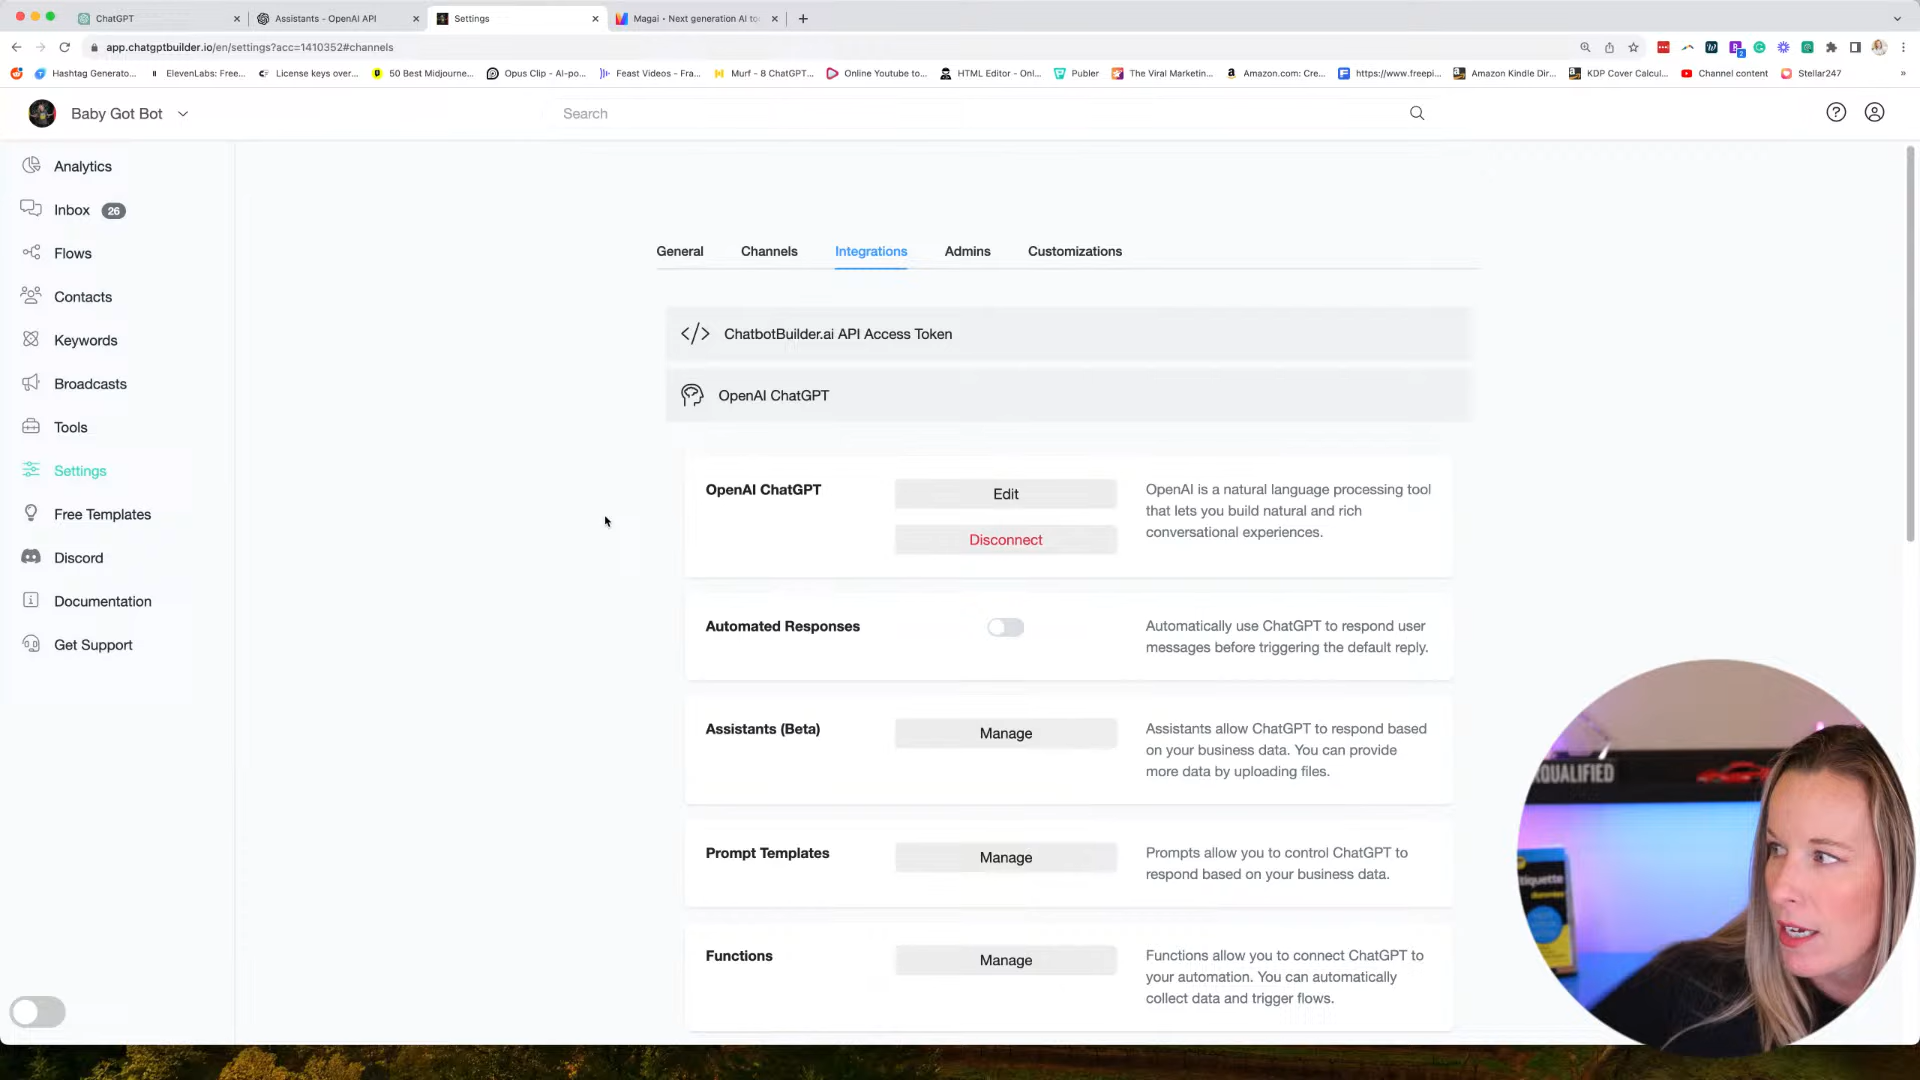 ChatGPT
Assistants - OpenAI API
Settings
Magai • Next generation AI to
app.chatgptbuilder.io/en/settings?acc=1410352#channels
Hashtag Generato...
ElevenLabs: Free...
License keys over...
50 Best Midjourne...
Opus Clip - AI-po...
Feast Videos - Fra...
Murf - 8 ChatGPT...
Online Youtube to...
HTML Editor - Onl...
Publer
The Viral Marketin...
Amazon.com: Cre...
https://www.freepi...
Amazon Kindle Dir...
KDP Cover Calcul...
Channel content
Stellar247
»
Baby Got Bot
Search
Analytics
Inbox 26
Flows
Contacts
Keywords
Broadcasts
Tools
Settings
Free Templates
Discord
Documentation
Get Support
General Channels Integrations Admins Customizations
ChatbotBuilder.ai API Access Token
OpenAI ChatGPT
OpenAI ChatGPT
Edit
Disconnect
OpenAI is a natural language processing tool
that lets you build natural and rich
conversational experiences.
Automated Responses
Automatically use ChatGPT to respond user
messages before triggering the default reply.
Assistants (Beta)
Manage
Assistants allow ChatGPT to respond based
on your business data. You can provide
more data by uploading files.
Prompt Templates
Manage
Prompts allow you to control ChatGPT to
respond based on your business data.
Functions
Manage
Functions allow you to connect ChatGPT to
your automation. You can automatically
collect data and trigger flows.
QUALIFIED
tiquette
dummies